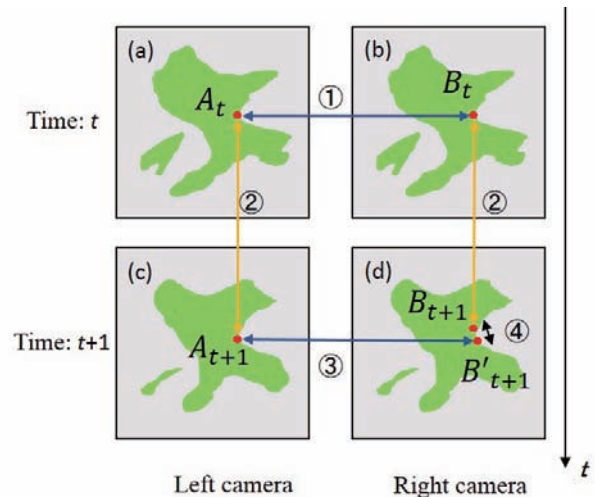 (a)
(b)
A_t
①
B_t
Time: t
②
②
(c)
(d)
B_{t+1}
④
Time: t+1
A_{t+1}
③
B'_{t+1}
Left camera
Right camera
t